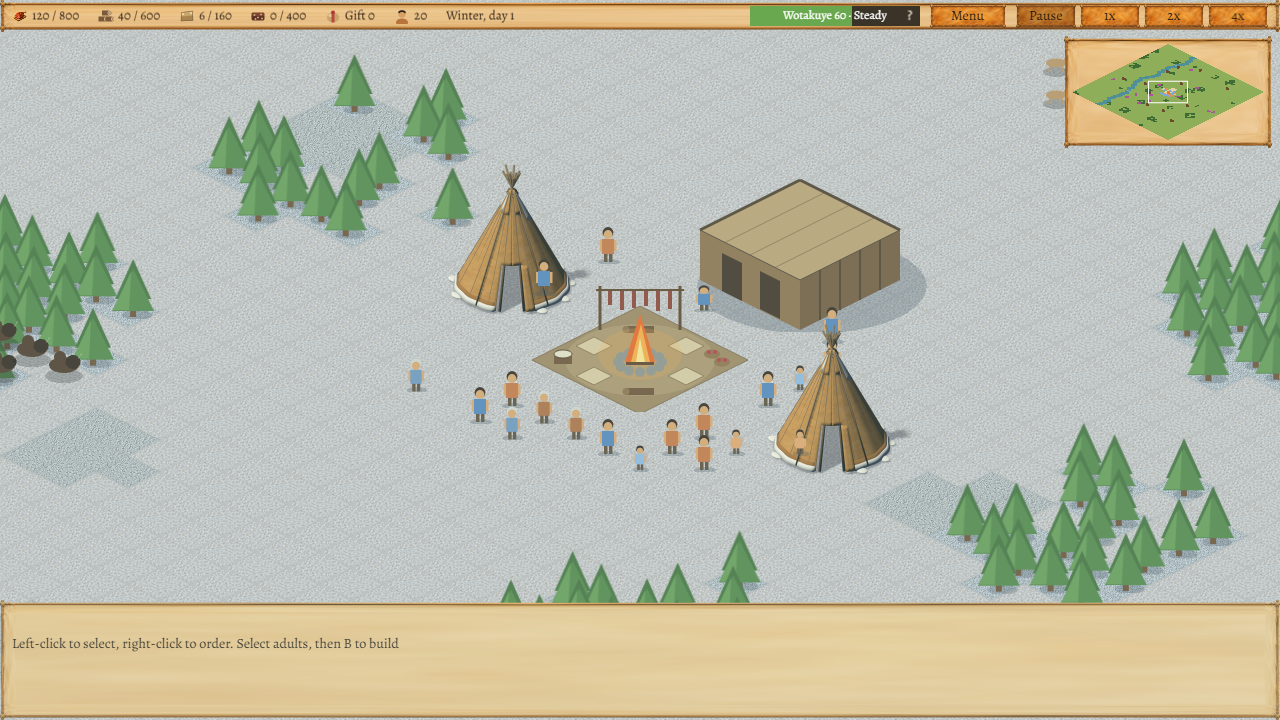 120 / 800 40 / 600 6 / 160 0 / 400 Gift 0 20 Winter, day 1 Wotakuye 60 - Steady ? Menu Pause 1x 2x 4x
Left-click to select, right-click to order. Select adults, then B to build